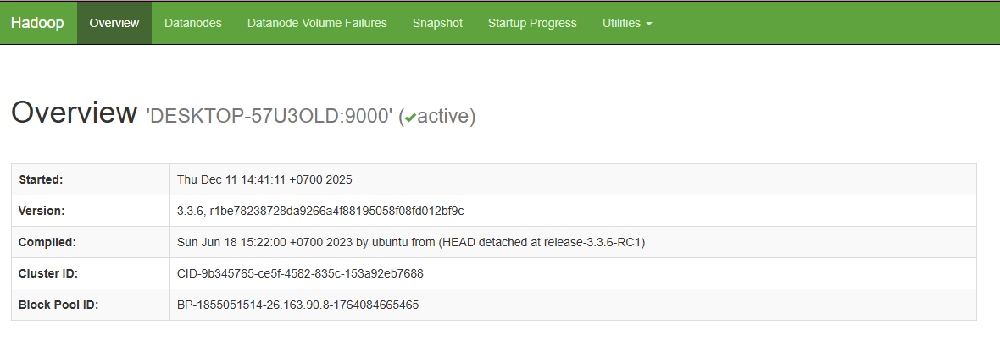 Hadoop Overview Datanodes Datanode Volume Failures Snapshot Startup Progress Utilities
Overview 'DESKTOP-57U3OLD:9000' (✔active)
Started: Thu Dec 11 14:41:11 +0700 2025
Version: 3.3.6, r1be78238728da9266a4f88195058f08fd012bf9c
Compiled: Sun Jun 18 15:22:00 +0700 2023 by ubuntu from (HEAD detached at release-3.3.6-RC1)
Cluster ID: CID-9b345765-ce5f-4582-835c-153a92eb7688
Block Pool ID: BP-1855051514-26.163.90.8-1764084665465